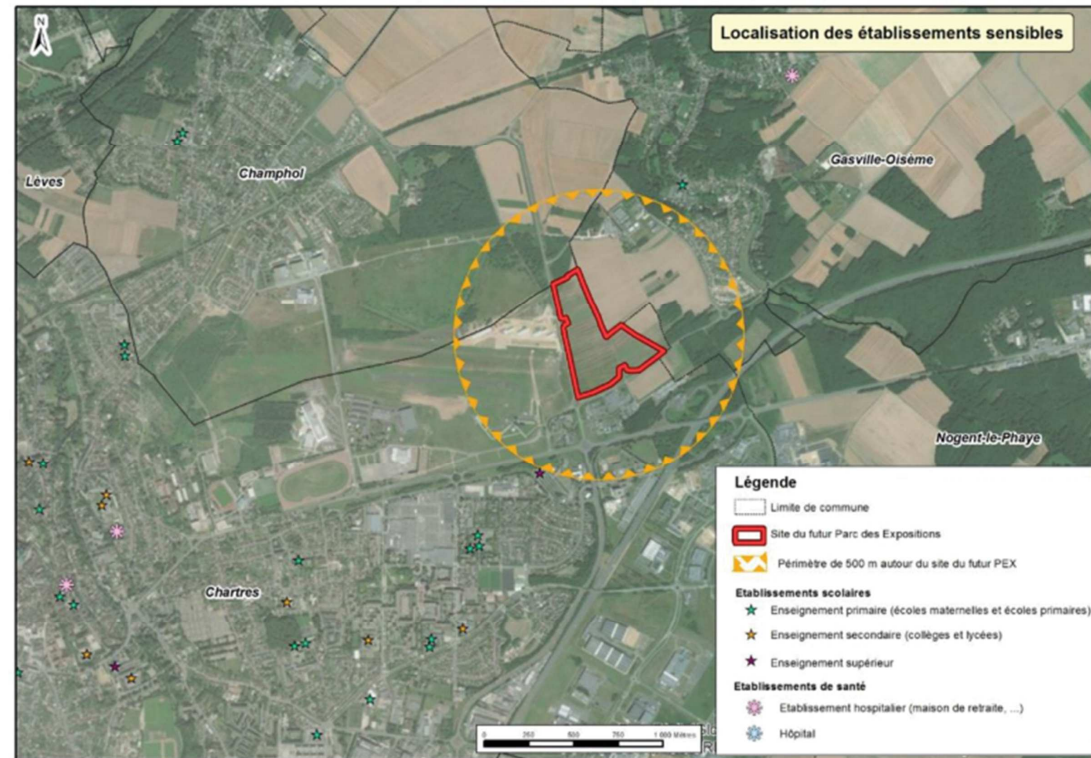 Localisation des établissements sensibles
N
Gasville-Oisème
Champhol
Lèves
Nogent-le-Phaye
Chartres
Légende
Limite de commune
Site du futur Parc des Expositions
Périmètre de 500 m autour du site du futur PEX
Etablissements scolaires
Enseignement primaire (écoles maternelles et écoles primaires)
Enseignement secondaire (collèges et lycées)
Enseignement supérieur
Etablissements de santé
Etablissement hospitalier (maison de retraite, ...)
Hôpital
0 250 500 750 1 000 Mètres